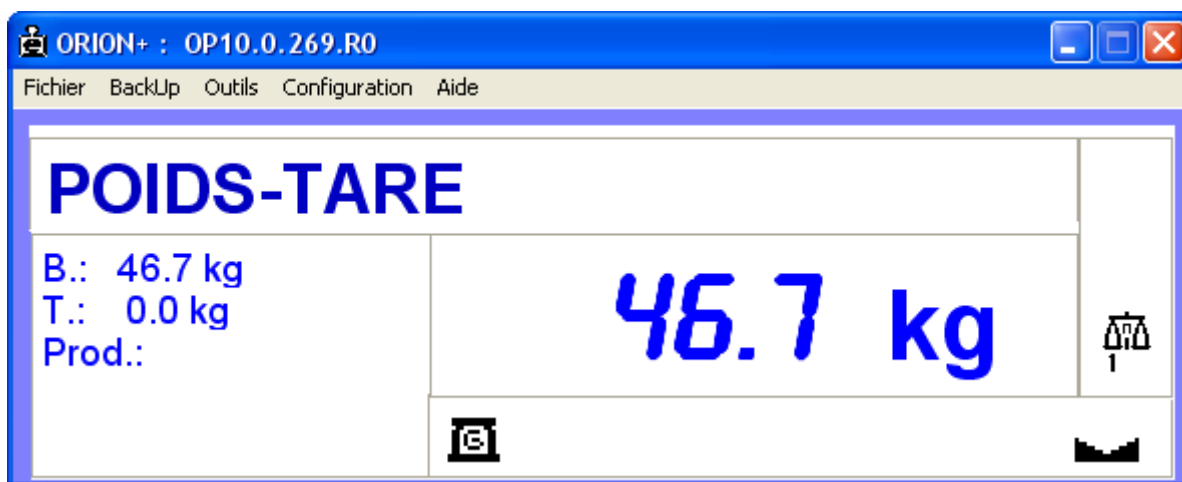 ORION+ : OP10.0.269.R0
Fichier BackUp Outils Configuration Aide
POIDS-TARE
B.: 46.7 kg
T.: 0.0 kg
Prod.:
46.7 kg
1
G